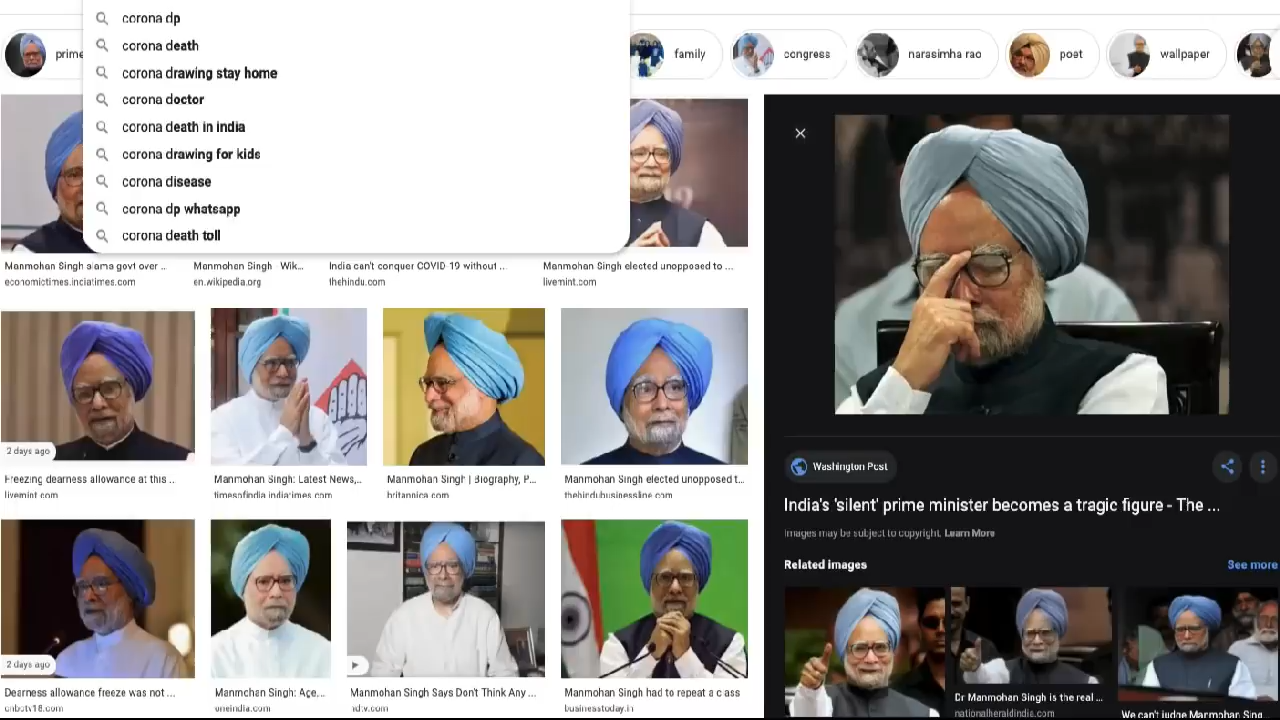 corona dp
corona death
corona drawing stay home
corona doctor
corona death in india
corona drawing for kids
corona disease
corona dp whatsapp
corona death toll
prime
family
congress
narasimha rao
poet
wallpaper
Manmohan Singh slams govt over ...
economictimes.indiatimes.com
Manmohan Singh - Wik...
en.wikipedia.org
India can't conquer COVID-19 without ...
thehindu.com
Manmohan Singh elected unopposed to ...
livemint.com
2 days ago
Freezing dearness allowance at this ...
livemint.com
Manmohan Singh: Latest News,..
timesofindia.indiatimes.com
Manmohan Singh | Biography, P...
britannica.com
Manmohan Singh elected unopposed t...
thehindubusinessline.com
2 days ago
Dearness allowance freeze was not ...
cnbctv18.com
Manmohan Singh: Age,..
oneindia.com
Manmohan Singh Says Don't Think Any ...
ndtv.com
Manmohan Singh had to repeat a class
businesstoday.in
Washington Post
India's 'silent' prime minister becomes a tragic figure - The ...
Images may be subject to copyright. Learn More
Related images
See more
Dr Manmohan Singh is the real ...
nationalheraldindia.com
We can't judge Manmohan Sing...